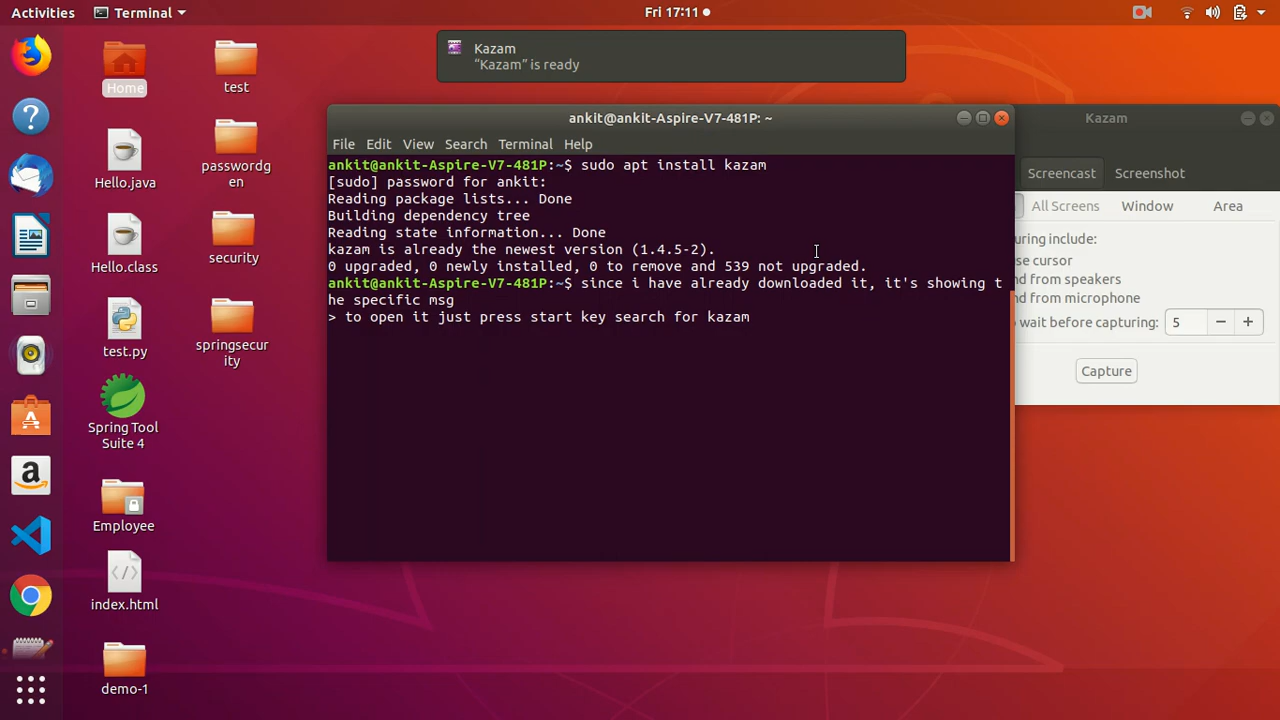 Activities
Terminal
Fri 17:11
Kazam
“Kazam” is ready
Home
test
Hello.java
passwordg
en
Hello.class
security
test.py
springsecur
ity
Spring Tool
Suite 4
Employee
index.html
demo-1
ankit@ankit-Aspire-V7-481P: ~
File Edit View Search Terminal Help
ankit@ankit-Aspire-V7-481P:~$ sudo apt install kazam
[sudo] password for ankit:
Reading package lists... Done
Building dependency tree
Reading state information... Done
kazam is already the newest version (1.4.5-2).
0 upgraded, 0 newly installed, 0 to remove and 539 not upgraded.
ankit@ankit-Aspire-V7-481P:~$ since i have already downloaded it, it's showing t
he specific msg
> to open it just press start key search for kazam
Kazam
Screencast Screenshot
All Screens Window Area
uring include:
se cursor
nd from speakers
nd from microphone
wait before capturing: 5
Capture